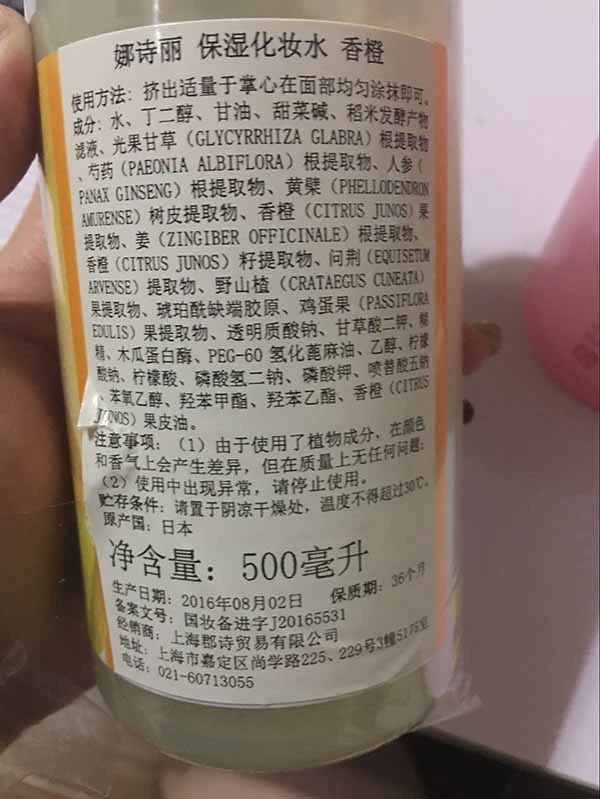 娜诗丽 保湿化妆水 香橙
使用方法：挤出适量于掌心在面部均匀涂抹即可。
成分：水、丁二醇、甘油、甜菜碱、稻米发酵产物
滤液、光果甘草（GLYCYRRHIZA GLABRA）根提取物
、芍药（PAEONIA ALBIFLORA）根提取物、人参（
PANAX GINSENG）根提取物、黄檗（PHELLODENDRON
AMURENSE）树皮提取物、香橙（CITRUS JUNOS）果
提取物、姜（ZINGIBER OFFICINALE）根提取物、
香橙（CITRUS JUNOS）籽提取物、问荆（EQUISETUM
ARVENSE）提取物、野山楂（CRATAEGUS CUNEATA）
果提取物、琥珀酰缺端胶原、鸡蛋果（PASSIFLORA
EDULIS）果提取物、透明质酸钠、甘草酸二钾、糊
精、木瓜蛋白酶、PEG-60 氢化蓖麻油、乙醇、柠檬
酸钠、柠檬酸、磷酸氢二钠、磷酸钾、喷替酸五钠
、苯氧乙醇、羟苯甲酯、羟苯乙酯、香橙（CITRUS
JUNOS）果皮油。
注意事项：（1）由于使用了植物成分，在颜色
和香气上会产生差异，但在质量上无任何问题；
（2）使用中出现异常，请停止使用。
贮存条件：请置于阴凉干燥处，温度不得超过30℃。
原产国：日本
净含量：500毫升
生产日期：2016年08月02日 保质期：36个月
备案文号：国妆备进字J20165531
经销商：上海郡诗贸易有限公司
地址：上海市嘉定区尚学路225、229号3幢5175室
电话：021-60713055